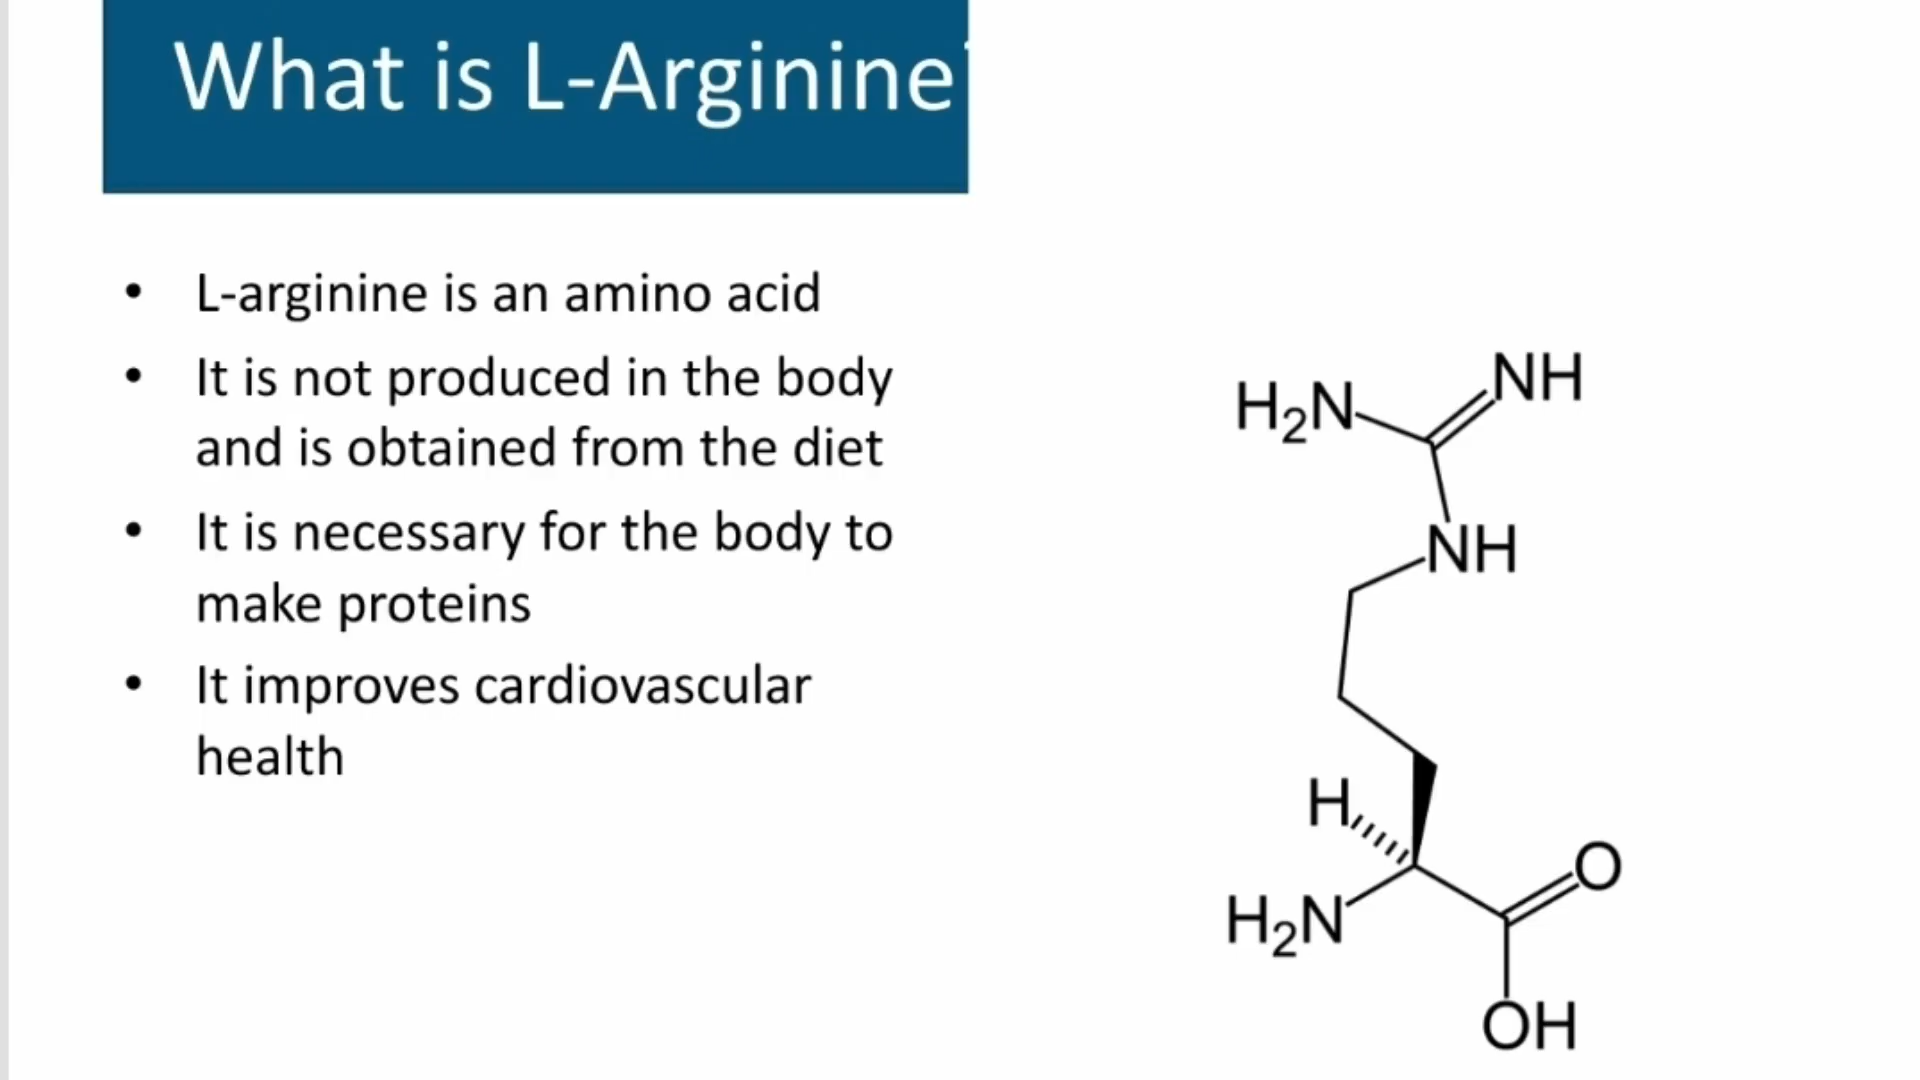 What is L-Arginine?
• L-arginine is an amino acid
• It is not produced in the body
and is obtained from the diet
• It is necessary for the body to
make proteins
• It improves cardiovascular
health
NH
H₂N
NH
H
O
H₂N
OH